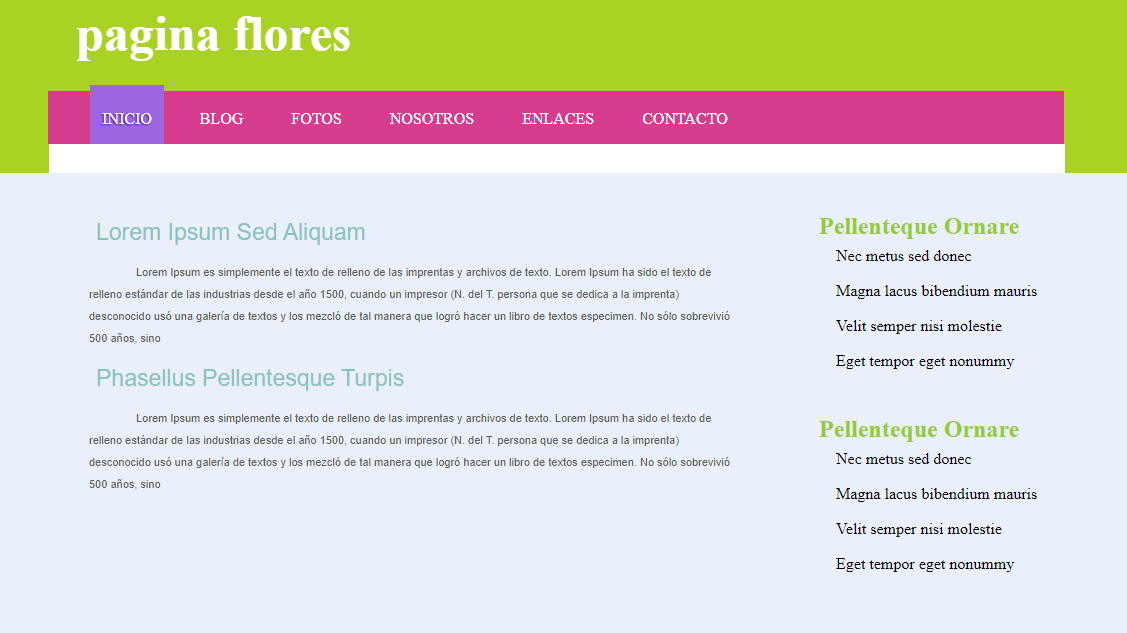 pagina flores
INICIO BLOG FOTOS NOSOTROS ENLACES CONTACTO
Lorem Ipsum Sed Aliquam
Lorem Ipsum es simplemente el texto de relleno de las imprentas y archivos de texto. Lorem Ipsum ha sido el texto de
relleno estándar de las industrias desde el año 1500, cuando un impresor (N. del T. persona que se dedica a la imprenta)
desconocido usó una galería de textos y los mezcló de tal manera que logró hacer un libro de textos especimen. No sólo sobrevivió
500 años, sino
Phasellus Pellentesque Turpis
Lorem Ipsum es simplemente el texto de relleno de las imprentas y archivos de texto. Lorem Ipsum ha sido el texto de
relleno estándar de las industrias desde el año 1500, cuando un impresor (N. del T. persona que se dedica a la imprenta)
desconocido usó una galería de textos y los mezcló de tal manera que logró hacer un libro de textos especimen. No sólo sobrevivió
500 años, sino
Pellenteque Ornare
Nec metus sed donec
Magna lacus bibendium mauris
Velit semper nisi molestie
Eget tempor eget nonummy
Pellenteque Ornare
Nec metus sed donec
Magna lacus bibendium mauris
Velit semper nisi molestie
Eget tempor eget nonummy